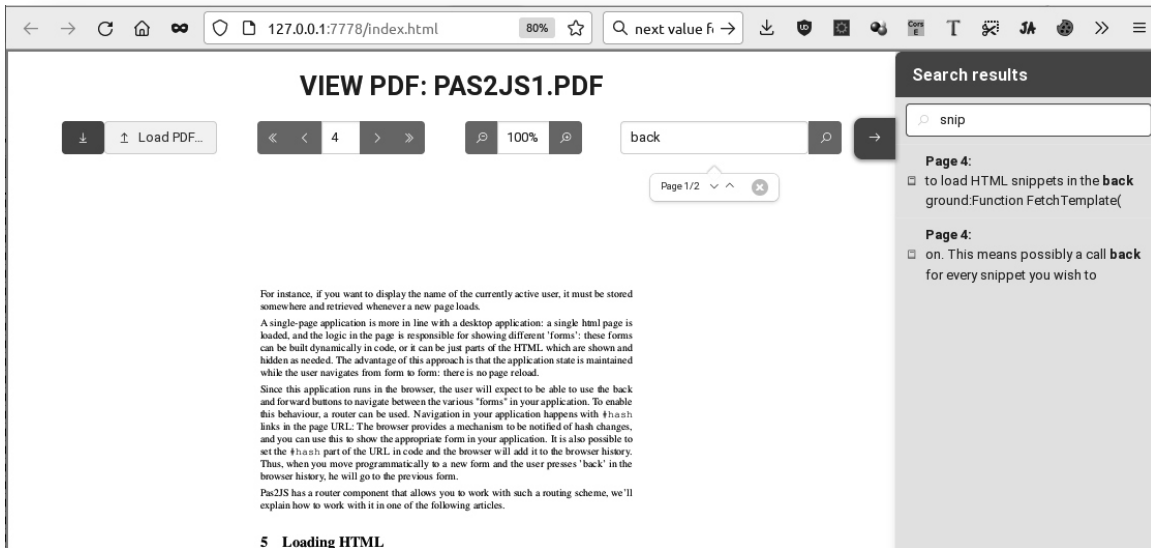 127.0.0.1:7778/index.html
80%
next value f
Cors
E
T
JA
VIEW PDF: PAS2JS1.PDF
Load PDF...
4
100%
back
Page 1/2
Search results
snip
Page 4:
to load HTML snippets in the back
ground:Function FetchTemplate(
Page 4:
on. This means possibly a call back
for every snippet you wish to
For instance, if you want to display the name of the currently active user, it must be stored
somewhere and retrieved whenever a new page loads.
A single-page application is more in line with a desktop application: a single html page is
loaded, and the logic in the page is responsible for showing different 'forms': these forms
can be built dynamically in code, or it can be just parts of the HTML which are shown and
hidden as needed. The advantage of this approach is that the application state is maintained
while the user navigates from form to form: there is no page reload.
Since this application runs in the browser, the user will expect to be able to use the back
and forward buttons to navigate between the various "forms" in your application. To enable
this behaviour, a router can be used. Navigation in your application happens with #hash
links in the page URL: The browser provides a mechanism to be notified of hash changes,
and you can use this to show the appropriate form in your application. It is also possible to
set the #hash part of the URL in code and the browser will add it to the browser history.
Thus, when you move programmatically to a new form and the user presses 'back' in the
browser history, he will go to the previous form.
Pas2JS has a router component that allows you to work with such a routing scheme, we'll
explain how to work with it in one of the following articles.
5 Loading HTML